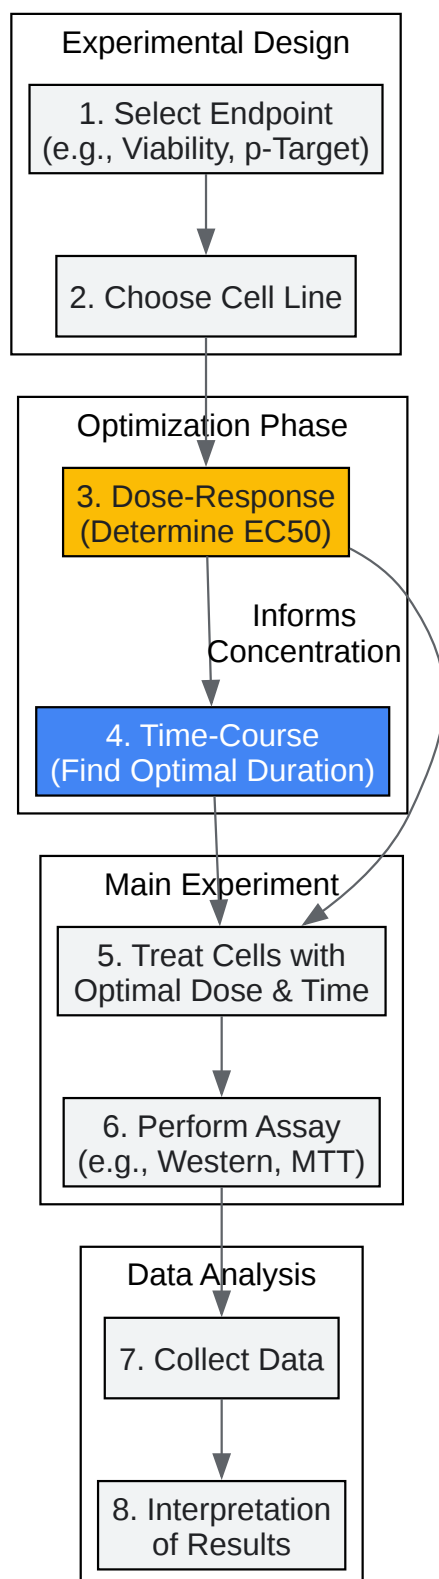 Experimental Design
1. Select Endpoint
(e.g., Viability, p-Target)
2. Choose Cell Line
Optimization Phase
3. Dose-Response
(Determine EC50)
Informs
Concentration
4. Time-Course
(Find Optimal Duration)
Main Experiment
5. Treat Cells with
Optimal Dose & Time
6. Perform Assay
(e.g., Western, MTT)
Data Analysis
7. Collect Data
8. Interpretation
of Results